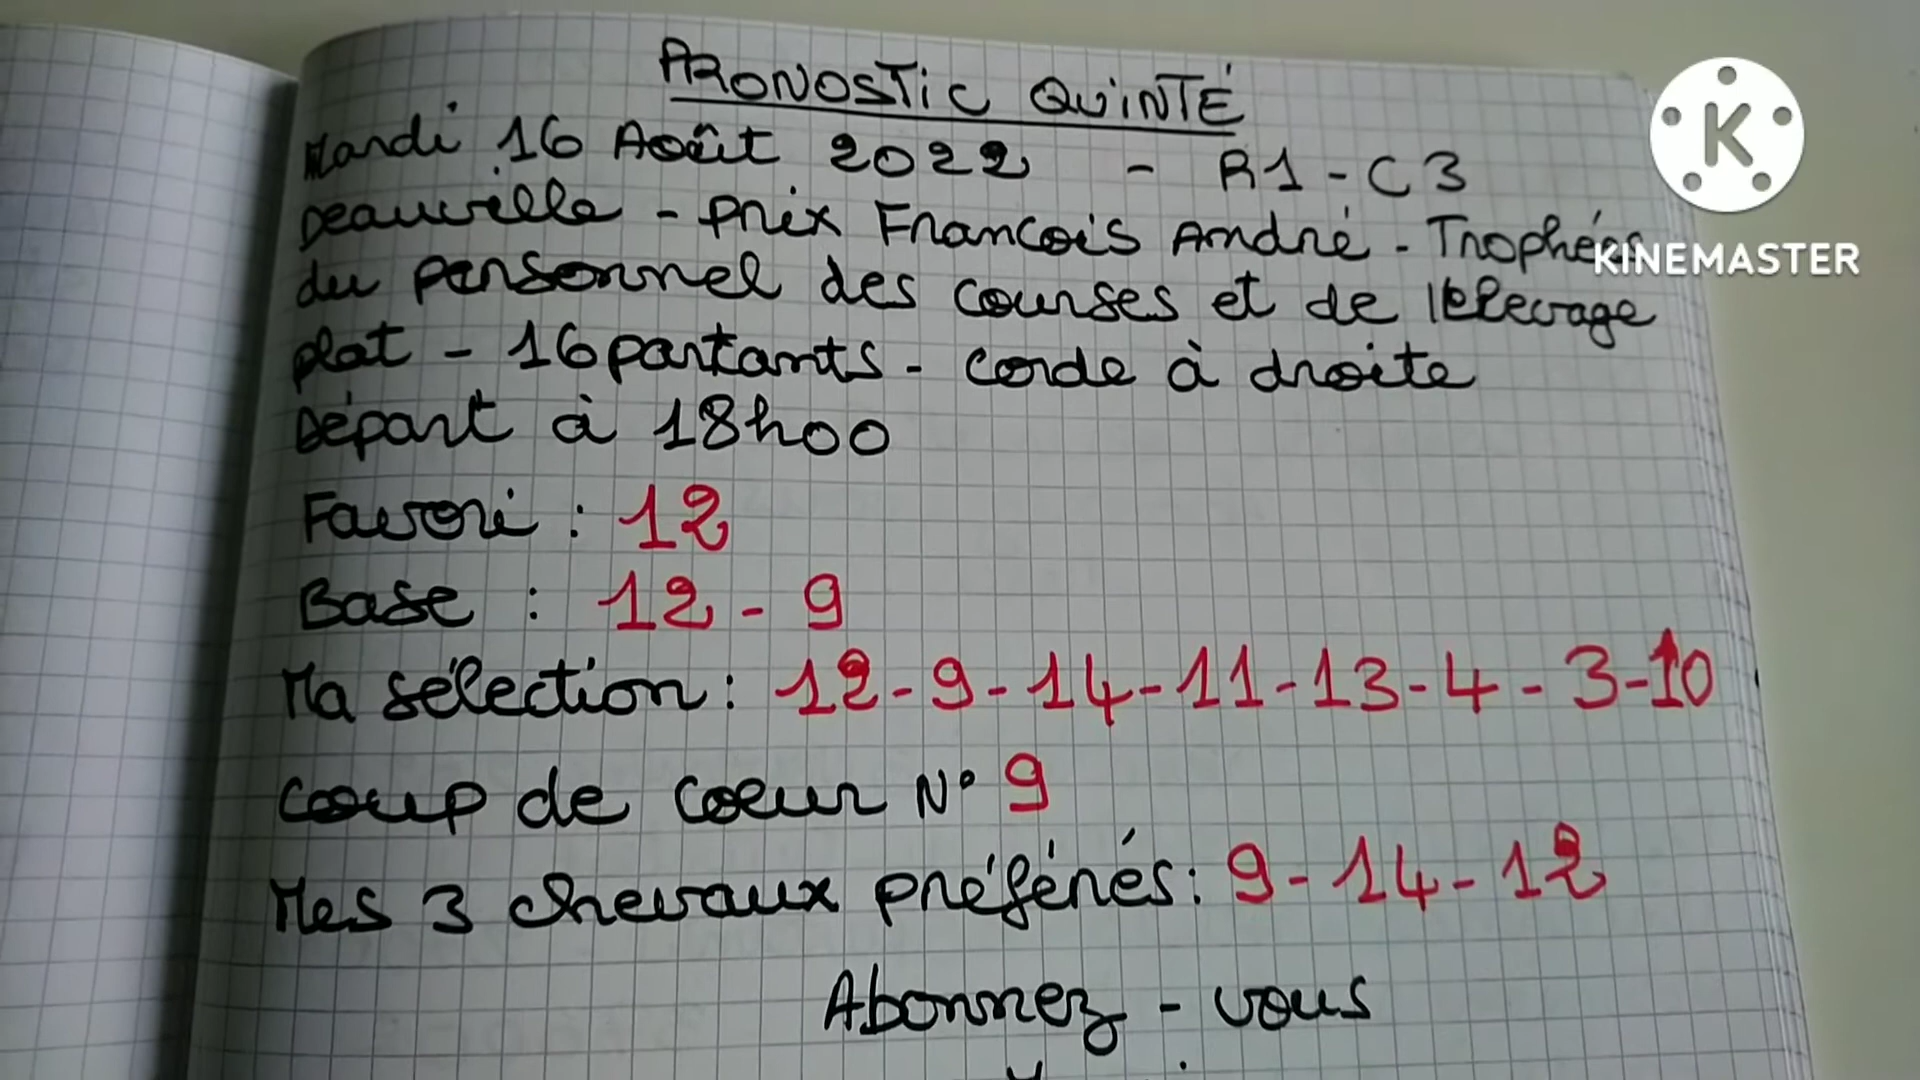 PRONOSTIC QUINTÉ
Mardi 16 Août 2022 - R1-C3
Deauville - Prix Francois André - Trophées
du personnel des courses et de l'élevage
plat - 16 partants - corde à droite
Départ à 18h00
Favori : 12
Base : 12 - 9
Ma sélection : 12-9-14-11-13-4-3-10
Coup de coeur N° 9
Mes 3 chevaux préférés : 9-14-12
Abonnez - vous
K
KINEMASTER